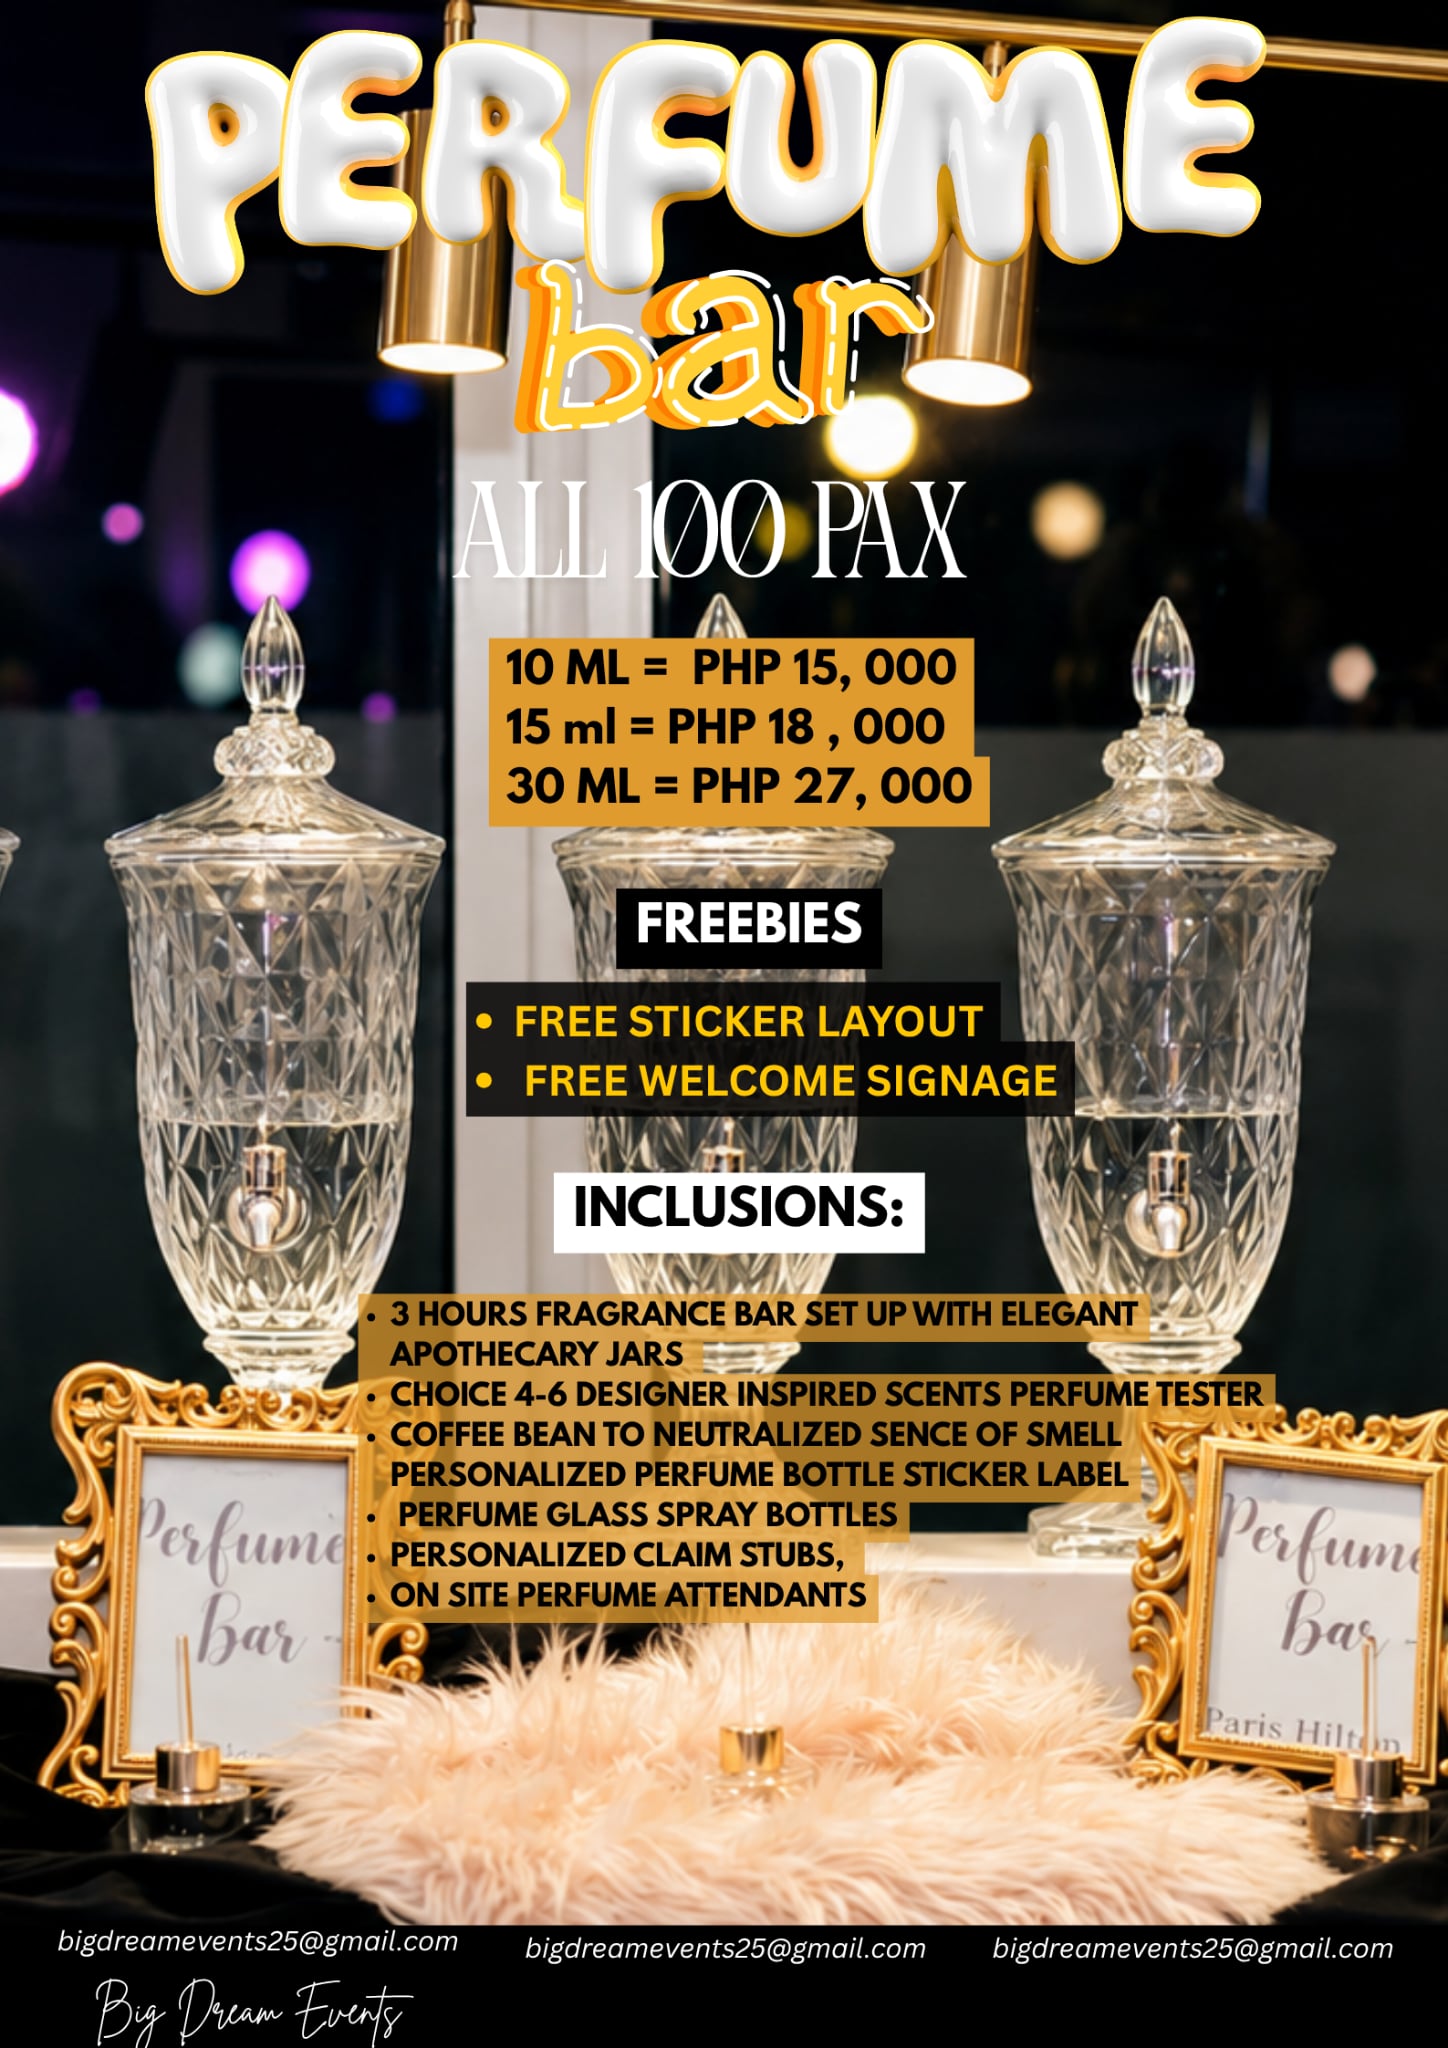 PERFUME
bar
ALL 100 PAX
10 ML = PHP 15, 000
15 ml = PHP 18 , 000
30 ML = PHP 27, 000
FREEBIES
• FREE STICKER LAYOUT
• FREE WELCOME SIGNAGE
INCLUSIONS:
• 3 HOURS FRAGRANCE BAR SET UP WITH ELEGANT
APOTHECARY JARS
• CHOICE 4-6 DESIGNER INSPIRED SCENTS PERFUME TESTER
• COFFEE BEAN TO NEUTRALIZED SENCE OF SMELL
PERSONALIZED PERFUME BOTTLE STICKER LABEL
• PERFUME GLASS SPRAY BOTTLES
• PERSONALIZED CLAIM STUBS,
• ON SITE PERFUME ATTENDANTS
Perfume
Bar -
Perfume
Bar -
Paris Hilton
bigdreamevents25@gmail.com
bigdreamevents25@gmail.com
bigdreamevents25@gmail.com
Big Dream Events